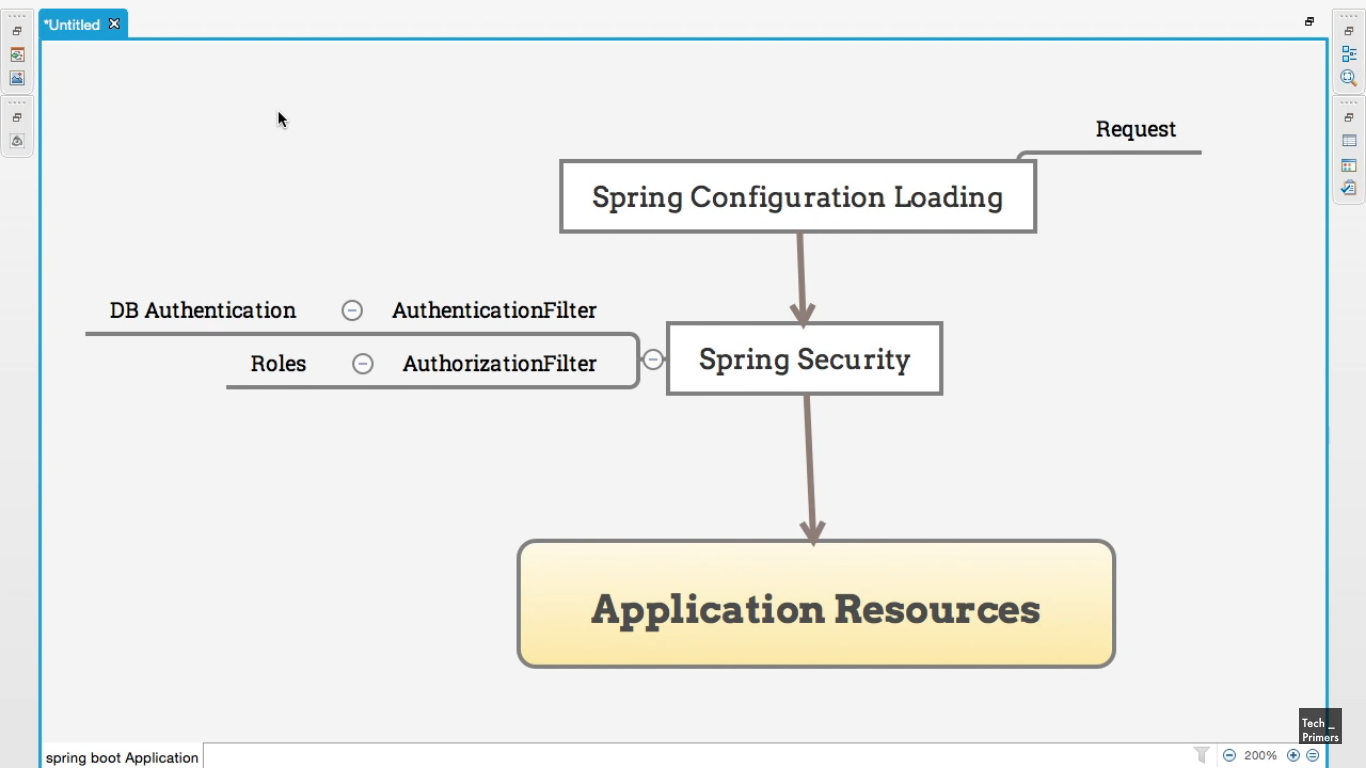 *Untitled
Request
Spring Configuration Loading
DB Authentication
AuthenticationFilter
Roles
AuthorizationFilter
Spring Security
Application Resources
Tech _
Primers
spring boot Application
200%